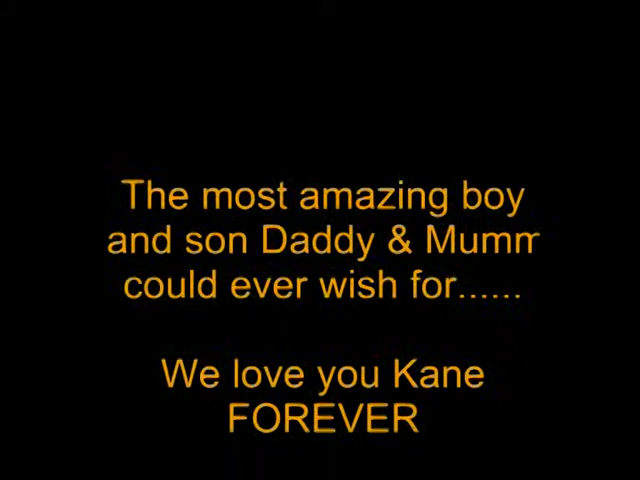 The most amazing boy
and son Daddy & Mumm
could ever wish for......
We love you Kane
FOREVER